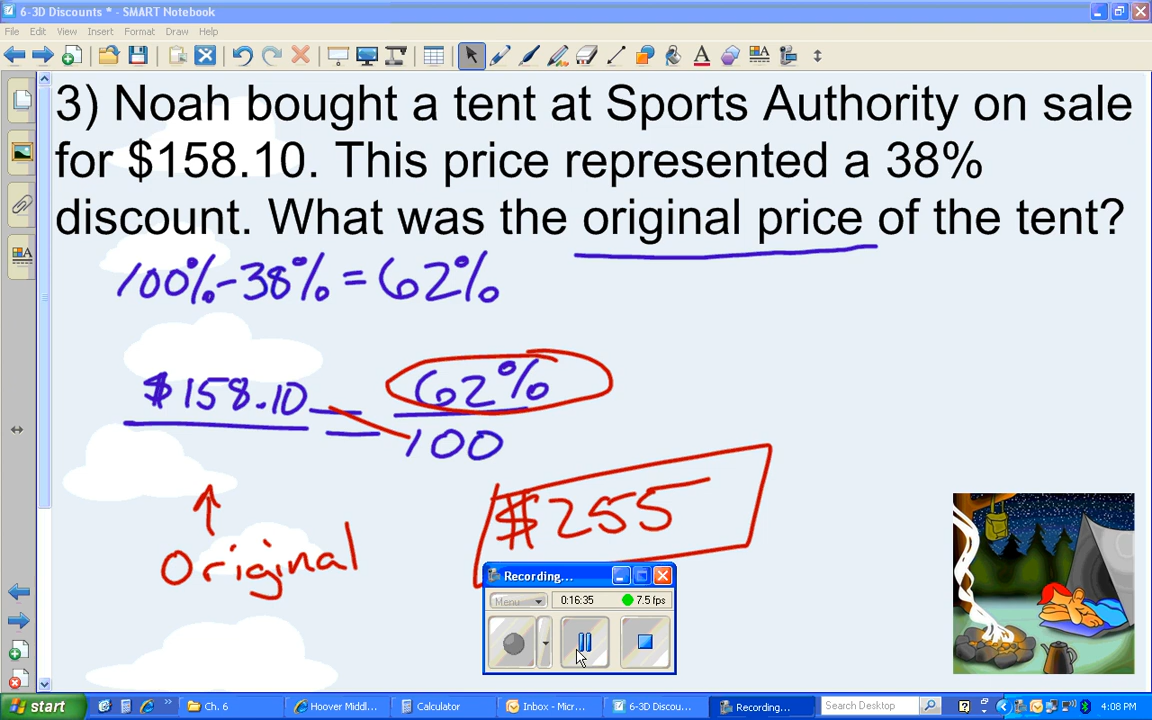 6-3D Discounts * - SMART Notebook
File Edit View Insert Format Draw Help
3) Noah bought a tent at Sports Authority on sale
for $158.10. This price represented a 38%
discount. What was the original price of the tent?
100%-38%=62%
$158.10 = 62%
100
$255
Original
Recording...
Menu 0:16:35 7.5 fps
start Ch. 6 Hoover Middl... Calculator Inbox - Micr... 6-3D Discou... Recording... Search Desktop 4:08 PM